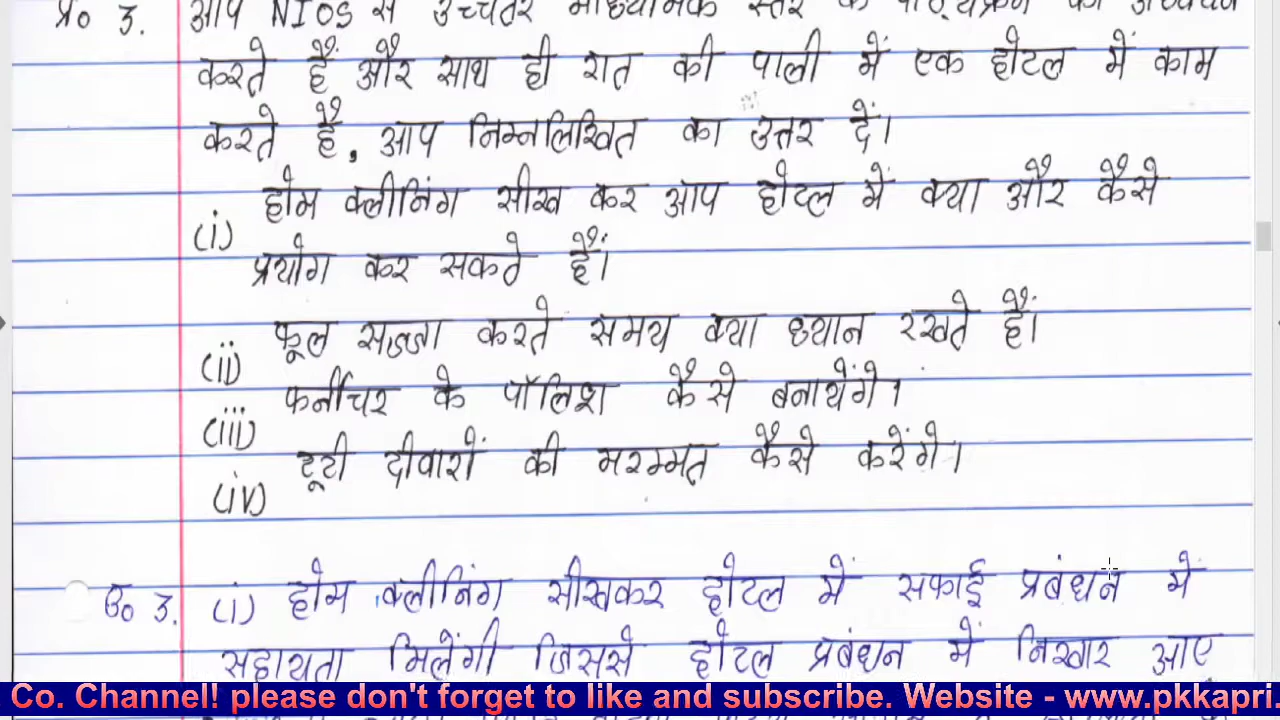 प्र० 3. आप NIOS से उच्चतर माध्यमिक स्तर के पाठ्यक्रम का अध्ययन
करते हैं और साथ ही रात की पाली में एक होटल में काम
करते है, आप निम्नलिखित का उत्तर दें।
(i) होम क्लीनिंग सीख कर आप होटल में क्या और कैसे
प्रयोग कर सकते हैं।
(ii) फूल सज्जा करते समय क्या ध्यान रखते हैं।
(iii) फर्नीचर के पॉलिश कैसे बनायेंगे।
(iv) टूटी दीवारों की मरम्मत कैसे करेंगे।
उ० 3. (i) होम क्लीनिंग सीखकर होटल में सफाई प्रबंधन में
सहायता मिलेंगी जिससे होटल प्रबंधन में निखार आए
Co. Channel! please don't forget to like and subscribe. Website - www.pkkapri.